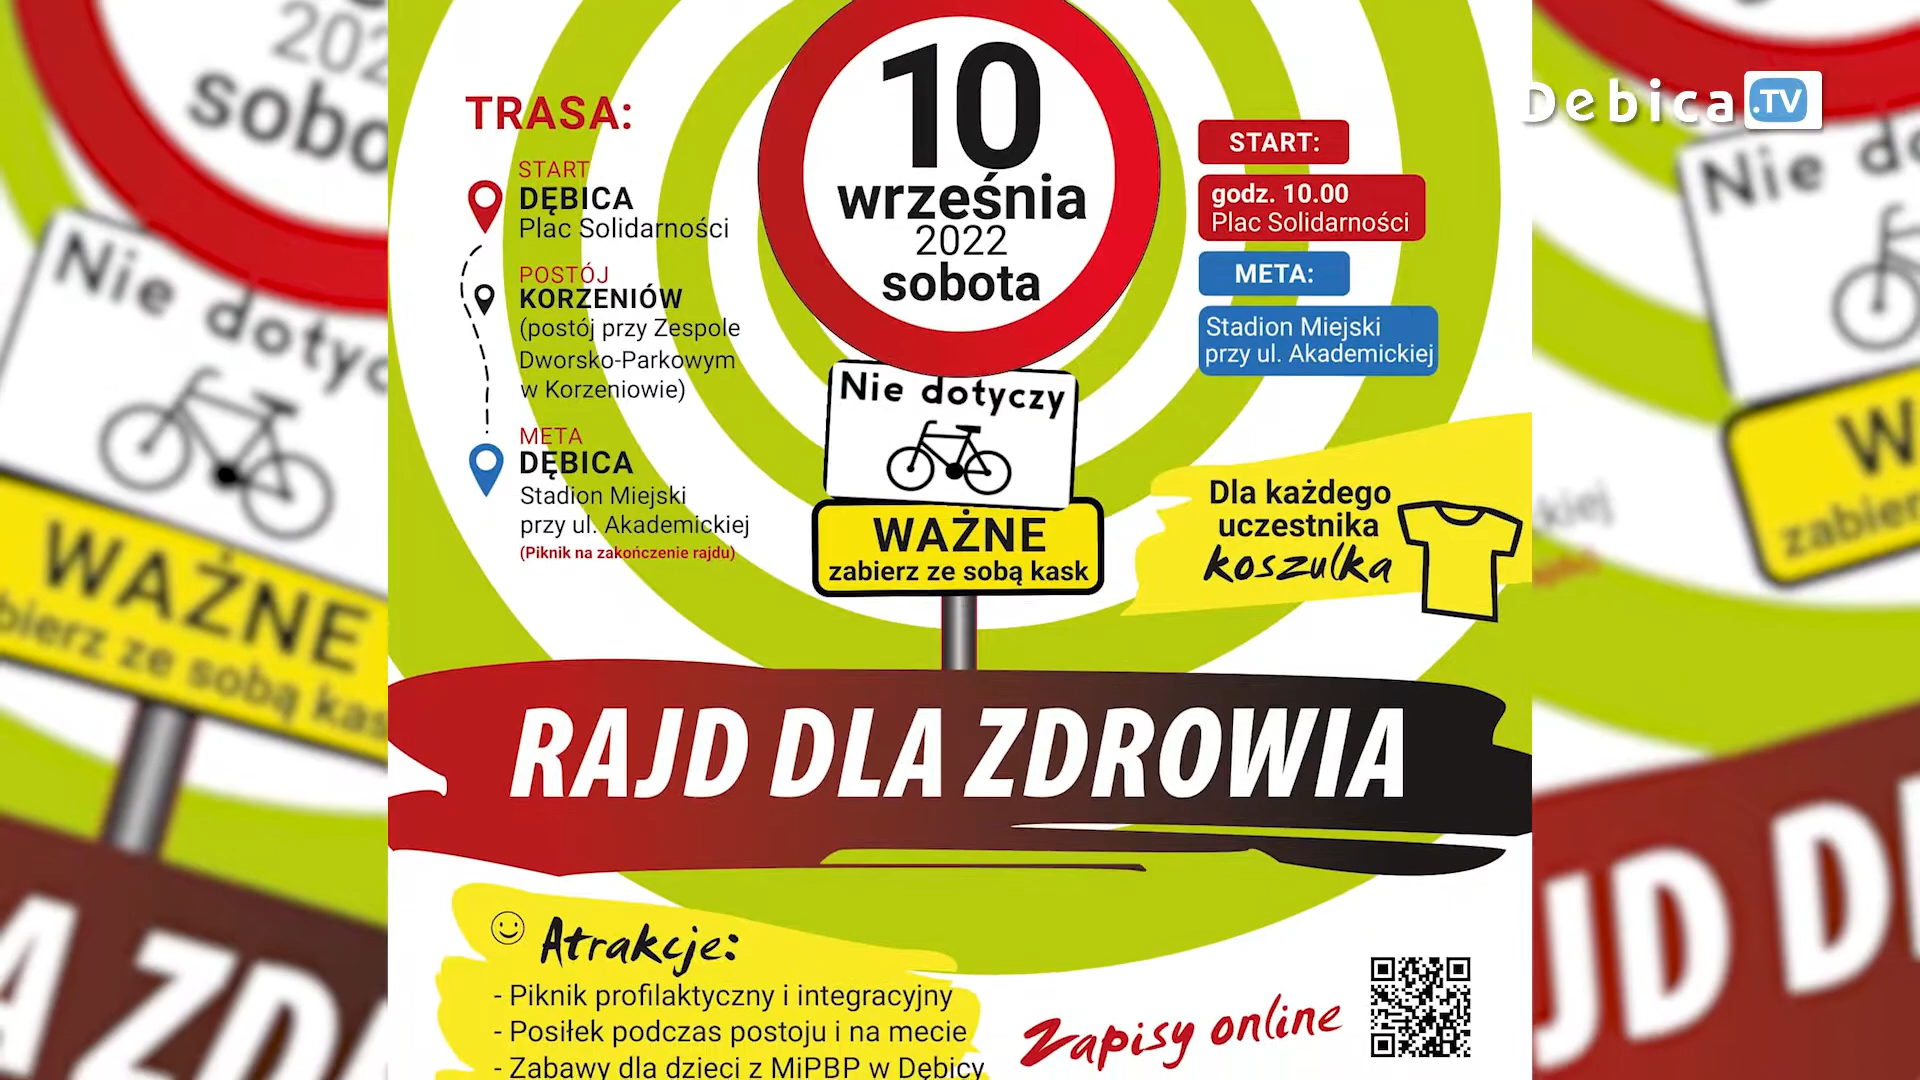 TRASA:
START
DĘBICA
Plac Solidarności
POSTÓJ
KORZENIÓW
(postój przy Zespole
Dworsko-Parkowym
w Korzeniowie)
META
DĘBICA
Stadion Miejski
przy ul. Akademickiej
(Piknik na zakończenie rajdu)
10
września
2022
sobota
Nie dotyczy
WAŻNE
zabierz ze sobą kask
START:
godz. 10.00
Plac Solidarności
META:
Stadion Miejski
przy ul. Akademickiej
Dla każdego
uczestnika
koszulka
RAJD DLA ZDROWIA
Atrakcje:
- Piknik profilaktyczny i integracyjny
- Posiłek podczas postoju i na mecie
- Zabawy dla dzieci z MiPBP w Dębicy
Zapisy online
Debica.TV